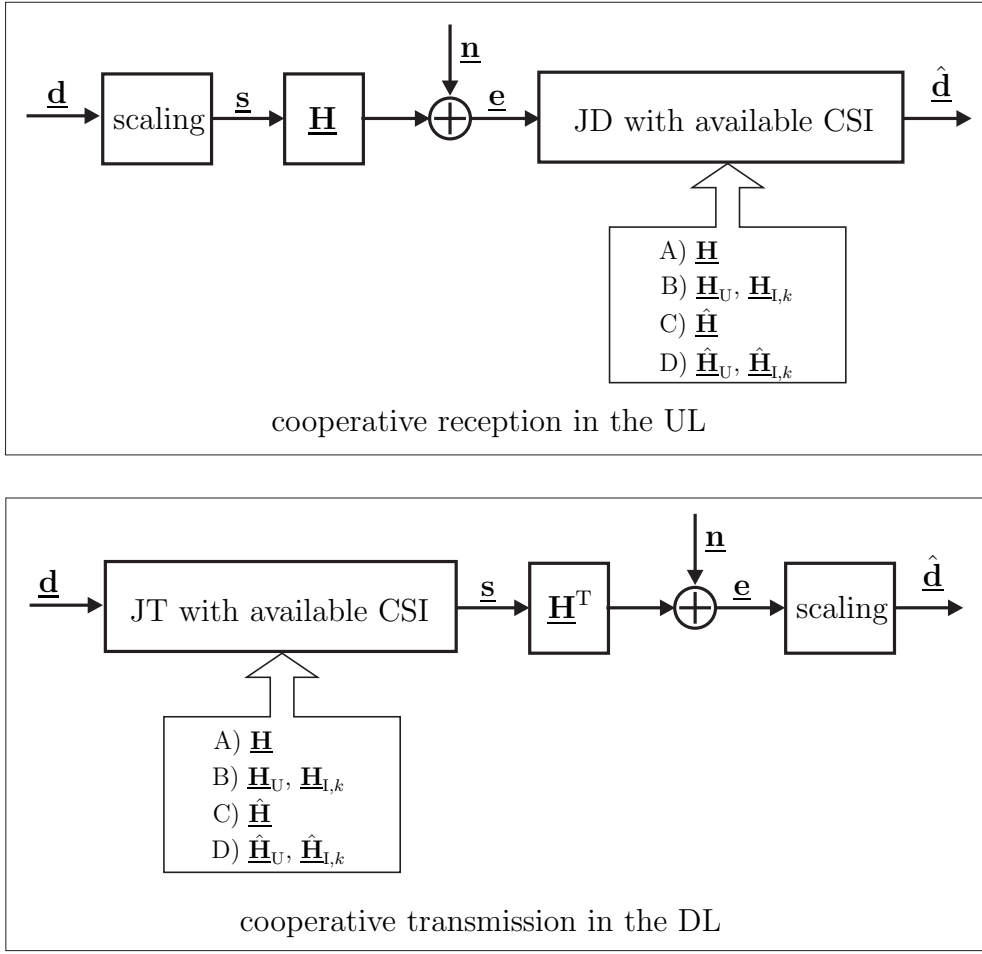 n
d scaling s H e JD with available CSI d̂
A) H
B) H_U, H_I,k
C) Ĥ
D) Ĥ_U, Ĥ_I,k
cooperative reception in the UL
n
d JT with available CSI s H^T e scaling d̂
A) H
B) H_U, H_I,k
C) Ĥ
D) Ĥ_U, Ĥ_I,k
cooperative transmission in the DL